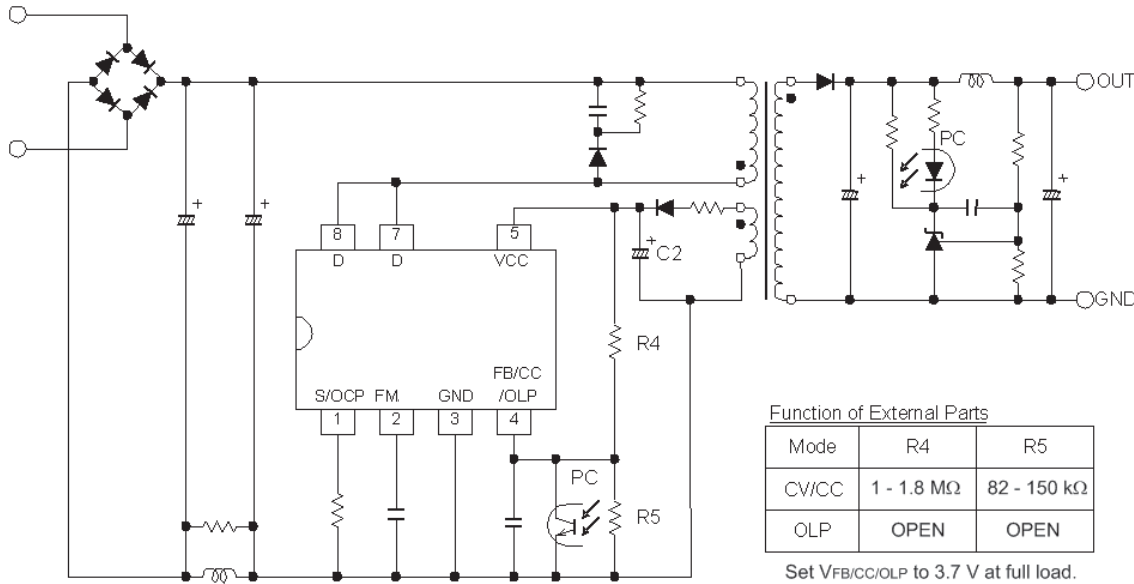 OUT
PC
+
+
+
+
8
7
5
D
D
VCC
+
C2
GND
R4
FB/CC
S/OCP FM. GND /OLP
1
2
3
4
PC
R5
Function of External Parts
Mode R4 R5
CV/CC 1 - 1.8 MΩ 82 - 150 kΩ
OLP OPEN OPEN
Set VFB/CC/OLP to 3.7 V at full load.